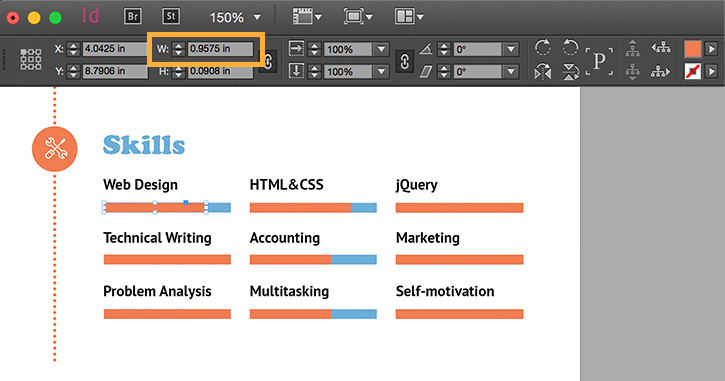 Id Br St 150%
X: 4.0425 in W: 0.9575 in 100% 0°
Y: 8.7906 in H: 0.0908 in 100% 0° P
Skills
Web Design HTML&CSS jQuery
Technical Writing Accounting Marketing
Problem Analysis Multitasking Self-motivation